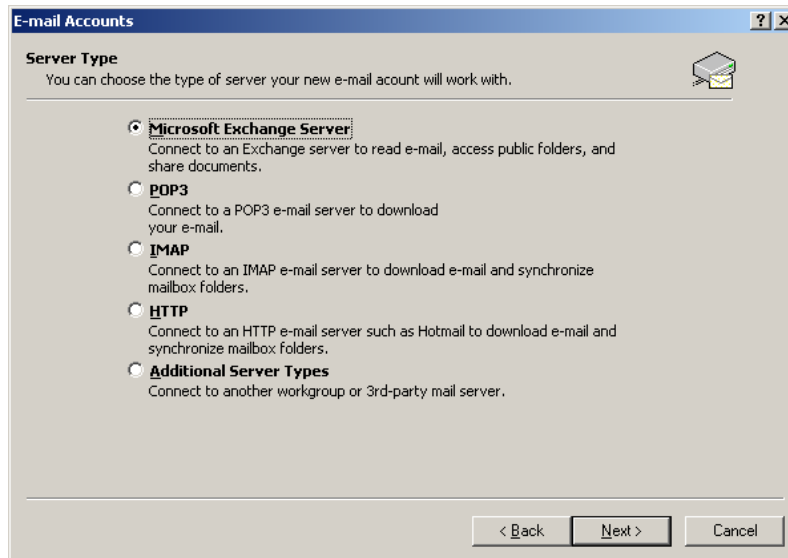 E-mail Accounts
Server Type
You can choose the type of server your new e-mail acount will work with.
Microsoft Exchange Server
Connect to an Exchange server to read e-mail, access public folders, and
share documents.
POP3
Connect to a POP3 e-mail server to download
your e-mail.
IMAP
Connect to an IMAP e-mail server to download e-mail and synchronize
mailbox folders.
HTTP
Connect to an HTTP e-mail server such as Hotmail to download e-mail and
synchronize mailbox folders.
Additional Server Types
Connect to another workgroup or 3rd-party mail server.
< Back Next > Cancel